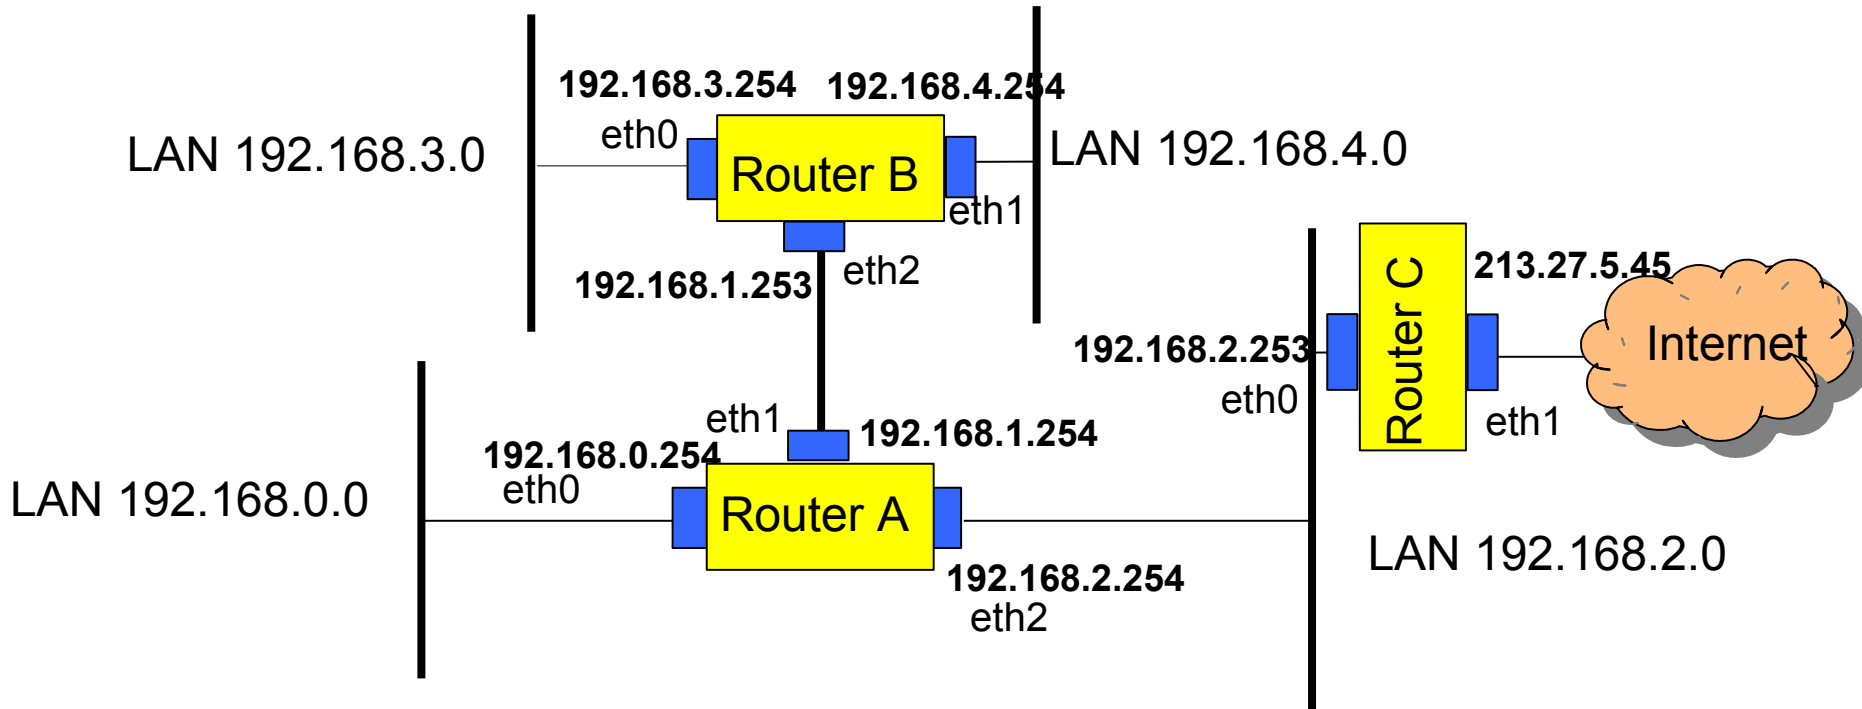 192.168.3.254
192.168.4.254
eth0
LAN 192.168.3.0
Router B
LAN 192.168.4.0
eth1
192.168.1.253
eth2
213.27.5.45
Router C
Internet
192.168.2.253
eth0
eth1
eth1
192.168.1.254
192.168.0.254
eth0
LAN 192.168.0.0
Router A
LAN 192.168.2.0
192.168.2.254
eth2